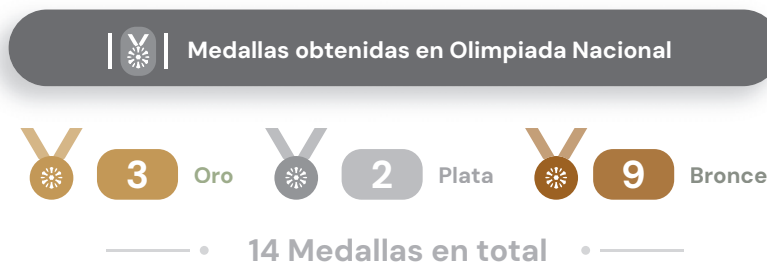 Medallas obtenidas en Olimpiada Nacional
3 Oro 2 Plata 9 Bronce
14 Medallas en total